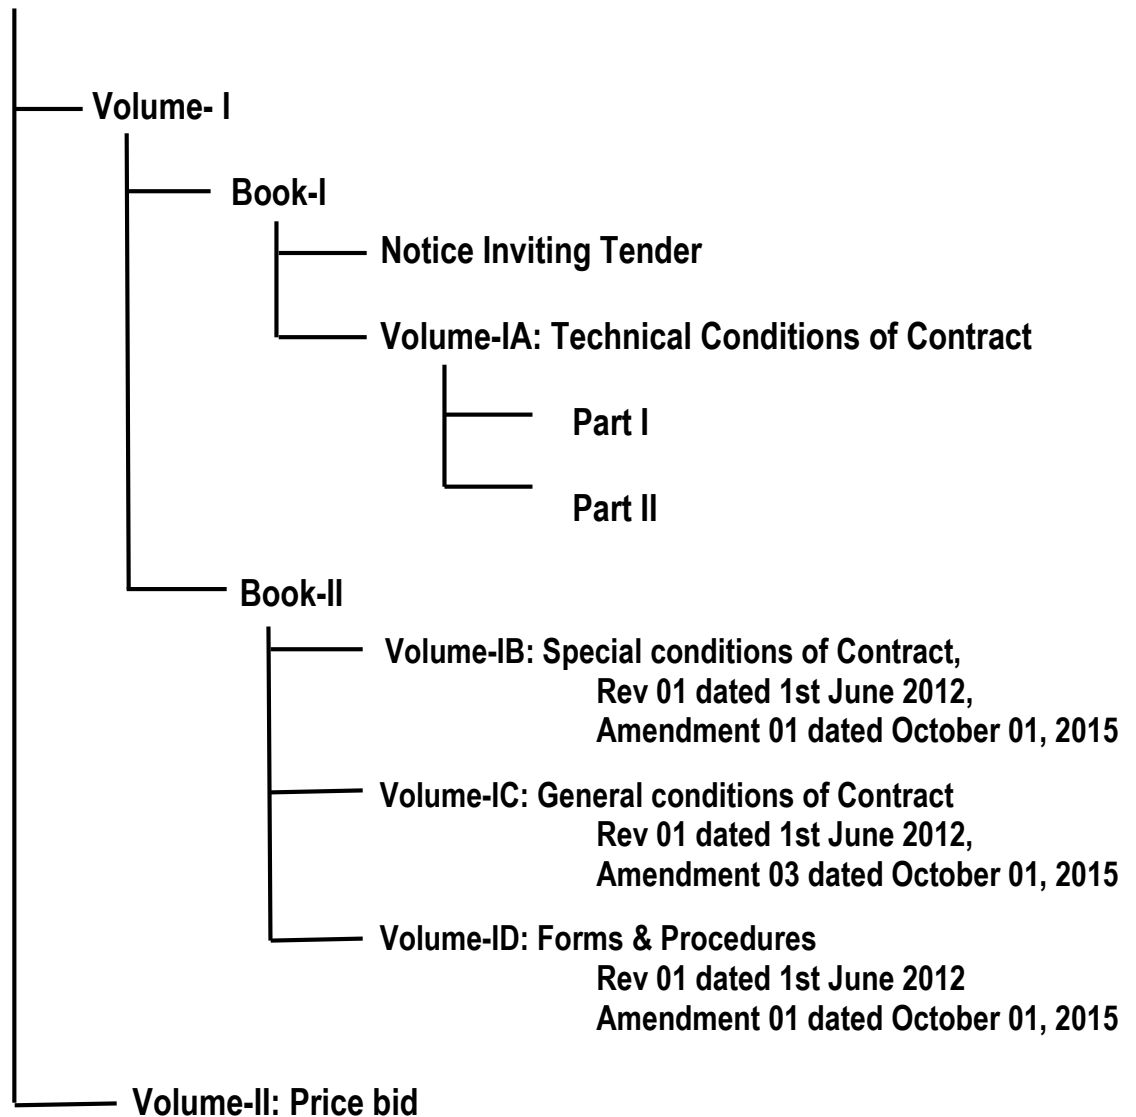 Volume- I
Book-I
Notice Inviting Tender
Volume-IA: Technical Conditions of Contract
Part I
Part II
Book-II
Volume-IB: Special conditions of Contract,
Rev 01 dated 1st June 2012,
Amendment 01 dated October 01, 2015
Volume-IC: General conditions of Contract
Rev 01 dated 1st June 2012,
Amendment 03 dated October 01, 2015
Volume-ID: Forms & Procedures
Rev 01 dated 1st June 2012
Amendment 01 dated October 01, 2015
Volume-II: Price bid